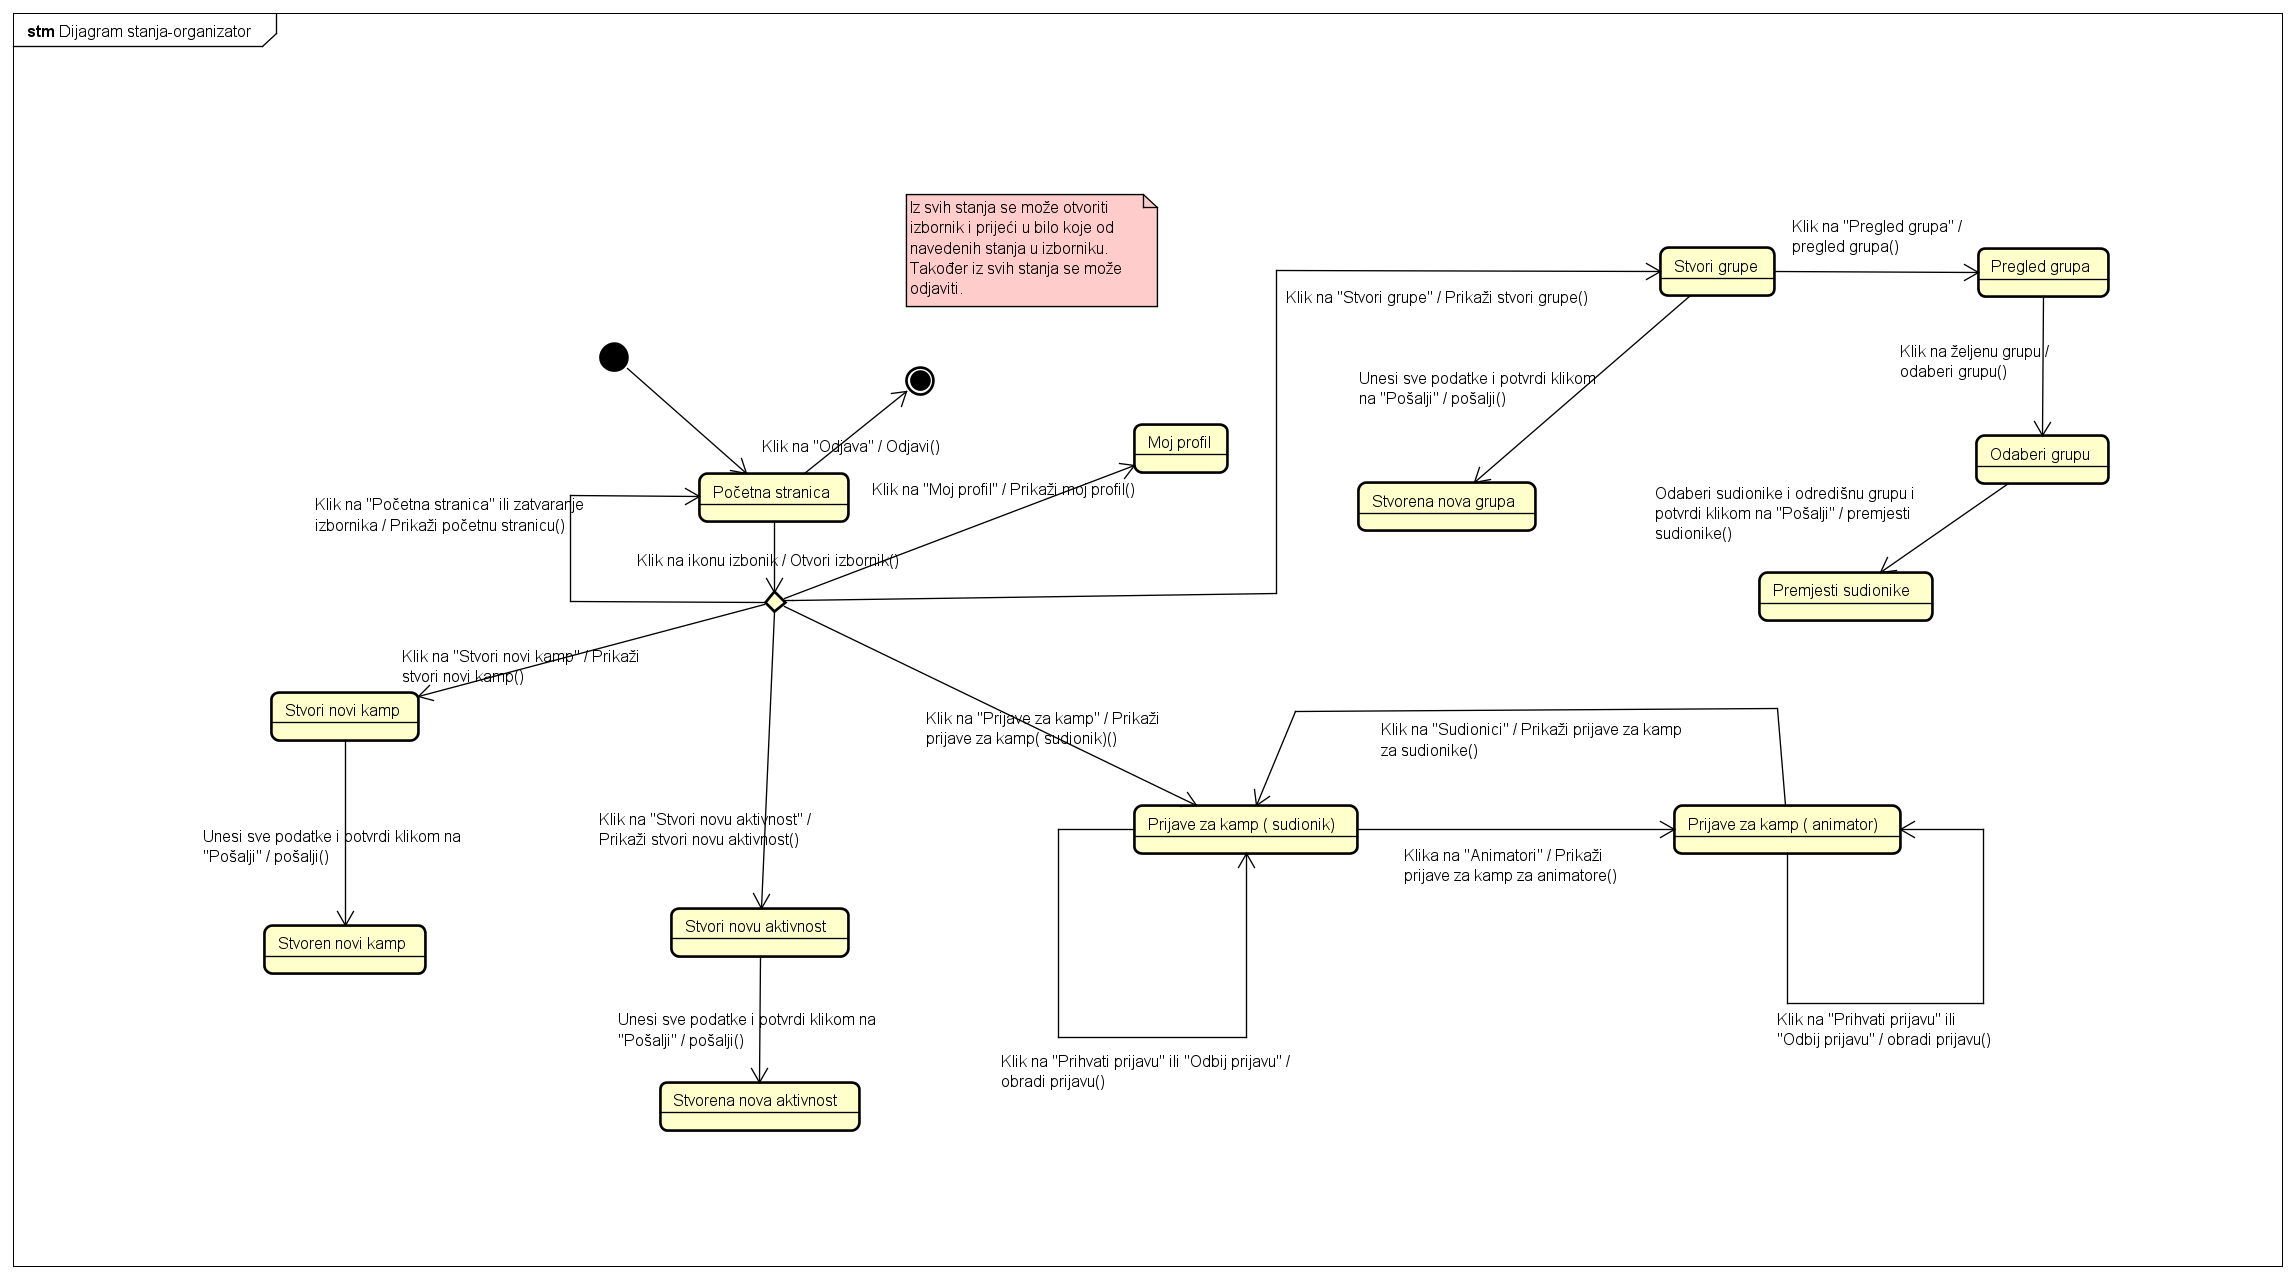 stm Dijagram stanja-organizator
Iz svih stanja se može otvoriti
izbornik i prijeći u bilo koje od
navedenih stanja u izborniku.
Također iz svih stanja se može
odjaviti.
Klik na "Pregled grupa" /
pregled grupa()
Stvori grupe
Pregled grupa
Klik na "Stvori grupe" / Prikaži stvori grupe()
Klik na željenu grupu /
odaberi grupu()
Unesi sve podatke i potvrdi klikom
na "Pošalji" / pošalji()
Klik na "Odjava" / Odjavi()
Moj profil
Odaberi grupu
Početna stranica
Klik na "Moj profil" / Prikaži moj profil()
Stvorena nova grupa
Klik na "Početna stranica" ili zatvaranje
izbornika / Prikaži početnu stranicu()
Odaberi sudionike i odredišnu grupu i
potvrdi klikom na "Pošalji" / premjesti
sudionike()
Klik na ikonu izbonik / Otvori izbornik()
Premjesti sudionike
Klik na "Stvori novi kamp" / Prikaži
stvori novi kamp()
Stvori novi kamp
Klik na "Prijave za kamp" / Prikaži
prijave za kamp( sudionik)()
Klik na "Sudionici" / Prikaži prijave za kamp
za sudionike()
Klik na "Stvori novu aktivnost" /
Prikaži stvori novu aktivnost()
Prijave za kamp ( sudionik)
Prijave za kamp ( animator)
Unesi sve podatke i potvrdi klikom na
"Pošalji" / pošalji()
Klika na "Animatori" / Prikaži
prijave za kamp za animatore()
Stvori novu aktivnost
Stvoren novi kamp
Unesi sve podatke i potvrdi klikom na
"Pošalji" / pošalji()
Klik na "Prihvati prijavu" ili
"Odbij prijavu" / obradi prijavu()
Klik na "Prihvati prijavu" ili "Odbij prijavu" /
obradi prijavu()
Stvorena nova aktivnost